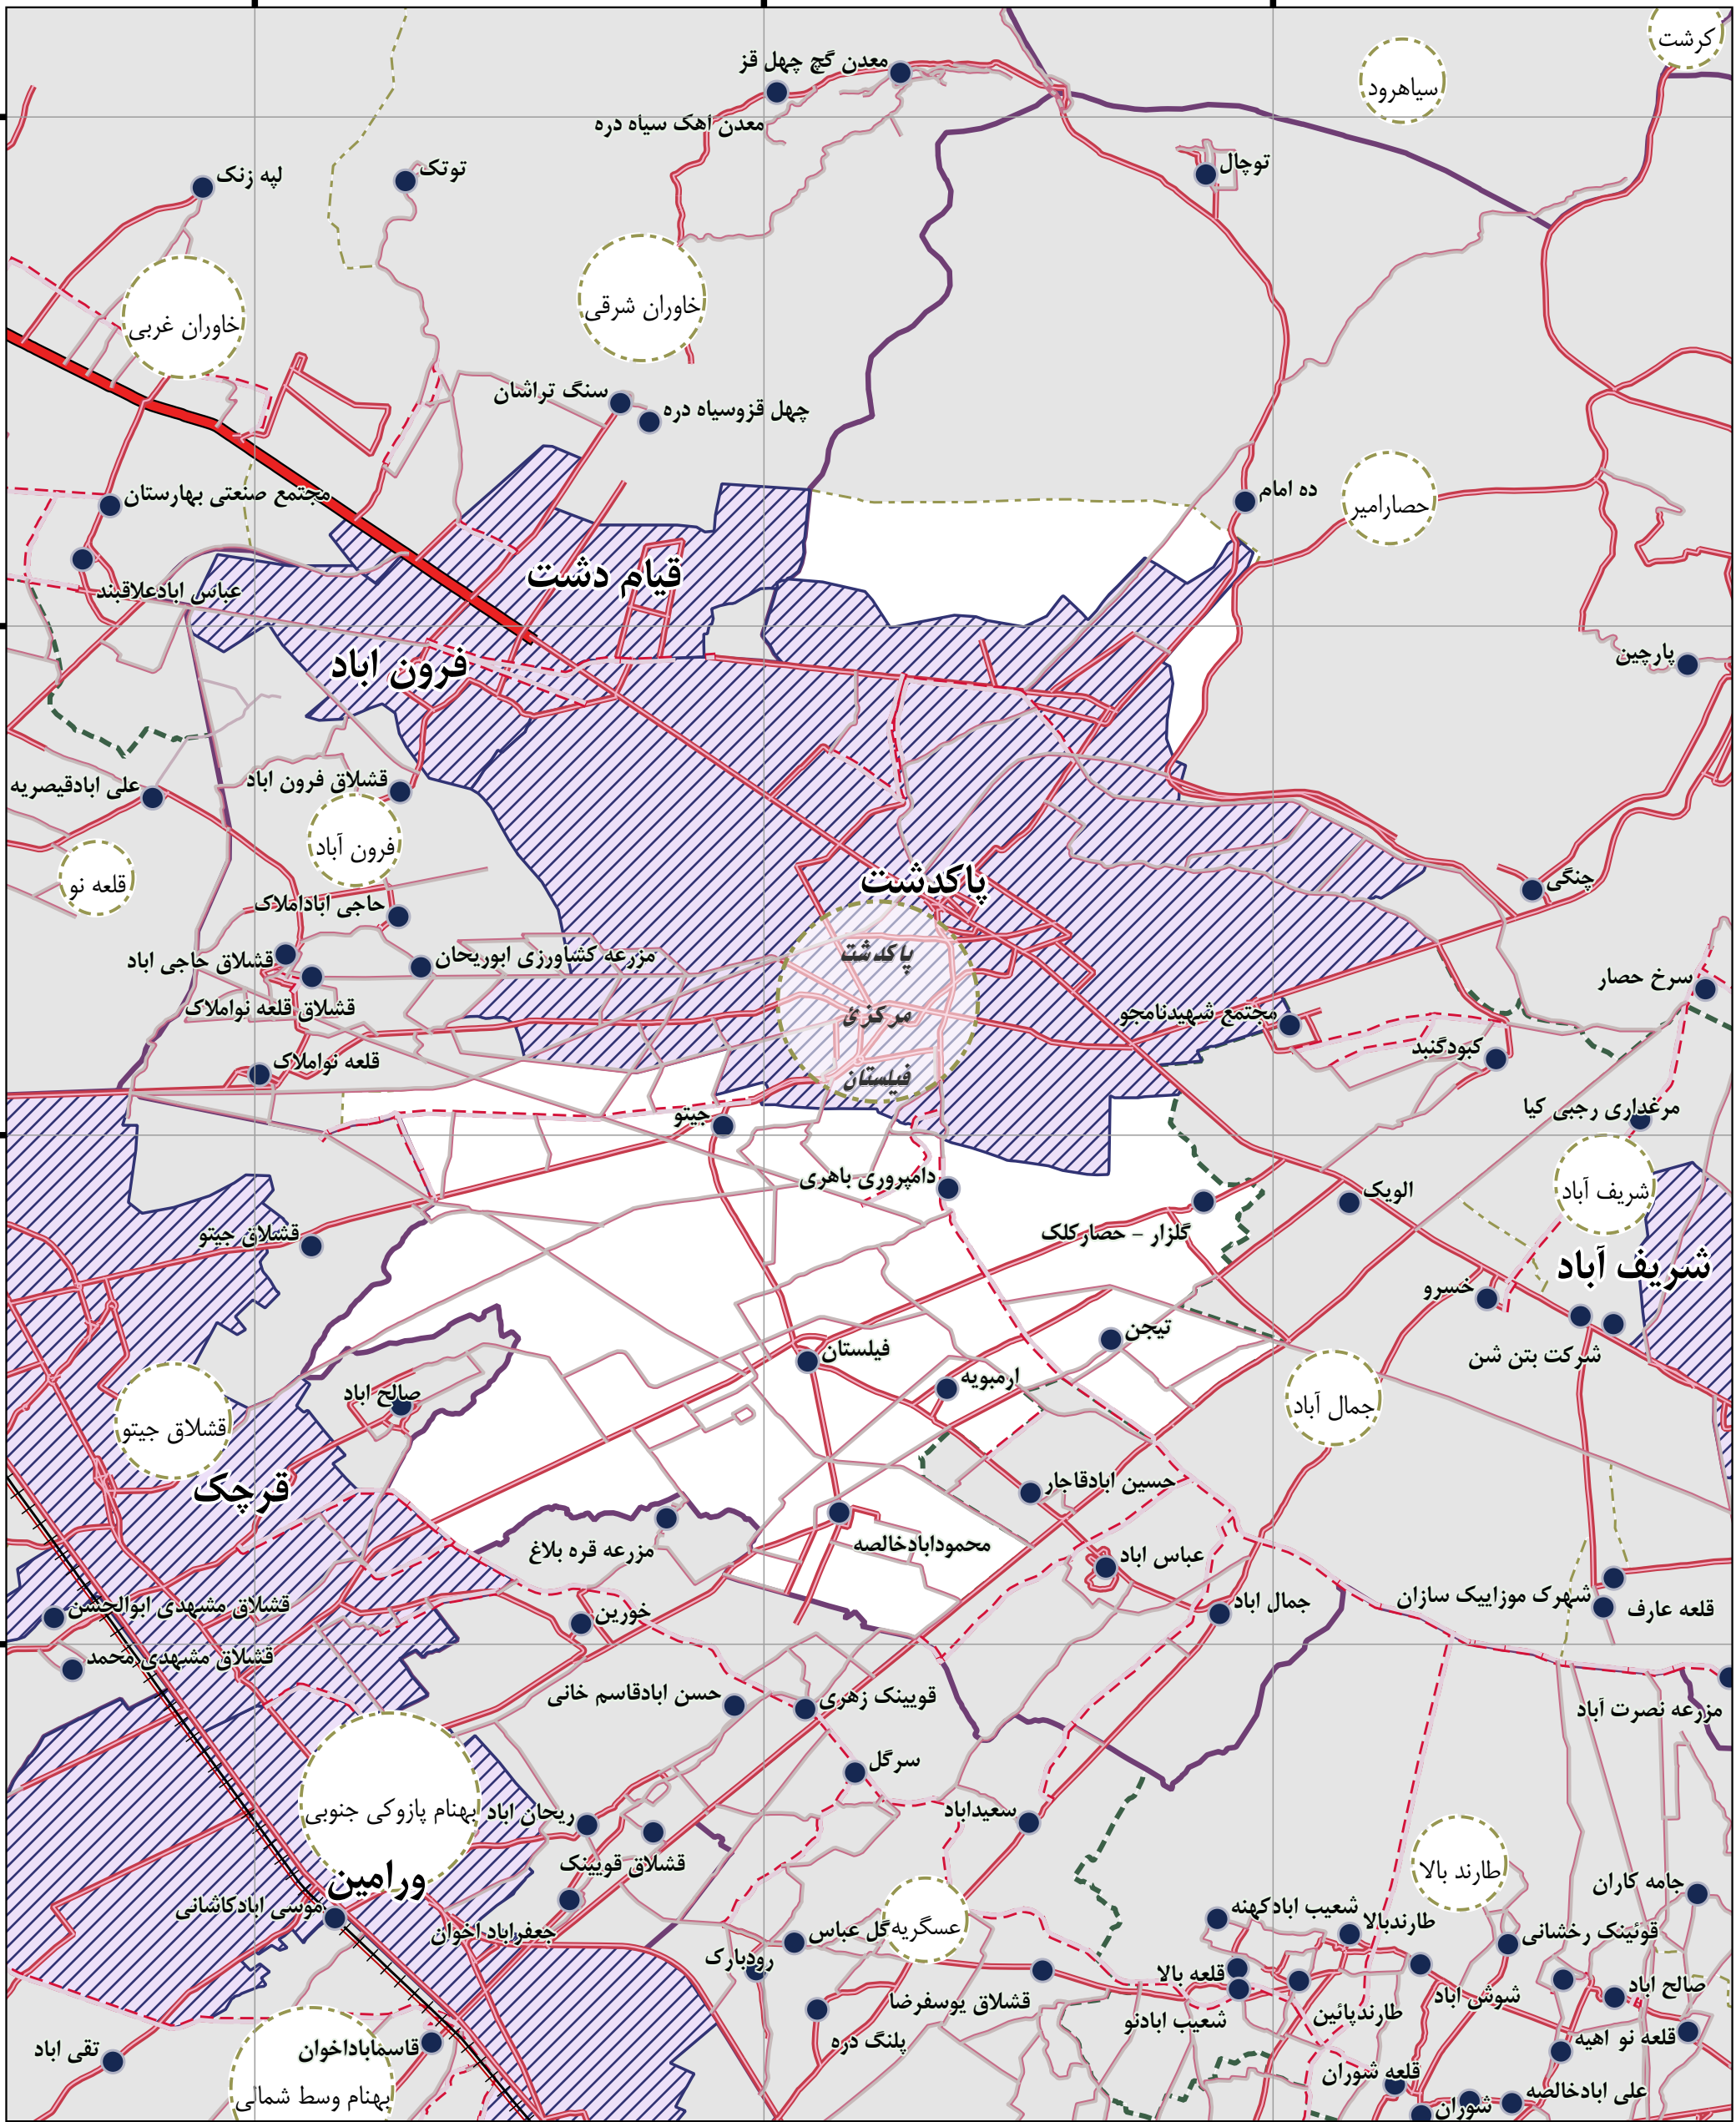 کرشت
سیاهرود
معدن گچ چهل قز
معدن اهک سیاه دره
توچال
توتک
لپه زنک
خاوران شرقی
خاوران غربی
سنگ تراشان
چهل قزوسیاه دره
ده امام
حصارامیر
مجتمع صنعتی بهارستان
قیام دشت
عباس ابادعلاقبند
فرون اباد
پارچین
قشلاق فرون اباد
علی ابادقیصریه
فرون آباد
قلعه نو
پاکدشت
چنگی
حاجی اباداملاک
پاکدشت
مرکزی
فیلستان
قشلاق حاجی اباد
مزرعه کشاورزی ابوریحان
سرخ حصار
قشلاق قلعه نواملاک
مجتمع شهیدنامجو
کبودگنبد
قلعه نواملاک
جیتو
مرغداری رجبی کیا
دامپروری باهری
الویک
شریف آباد
گلزار - حصارکلک
قشلاق جیتو
شریف آباد
خسرو
تیجن
فیلستان
شرکت بتن شن
ارمبویه
صالح اباد
جمال آباد
قشلاق جیتو
قرچک
حسین ابادقاجار
محمودابادخالصه
مزرعه قره بلاغ
عباس اباد
شهرک موزاییک سازان
قلعه عارف
قشلاق مشهدی ابوالحسن
خورین
جمال اباد
قشلاق مشهدی محمد
حسن ابادقاسم خانی
قویینک زهری
مزرعه نصرت آباد
سرگل
بهنام پازوکی جنوبی
ریحان اباد
سعیداباد
قشلاق قویینک
طارند بالا
ورامین
جامه کاران
موسی ابادکاشانی
جعفراباد اخوان
گل عباس
عسگریه
شعیب ابادکهنه
طارندبالا
قوئینک رخشانی
رودبارک
قلعه بالا
قشلاق یوسفرضا
شعیب ابادنو
طارندپائین
شوش اباد
صالح اباد
پلنگ دره
قلعه نو اهیه
تقی اباد
قاسماباداخوان
بهنام وسط شمالی
قلعه شوران
شوران
علی ابادخالصه